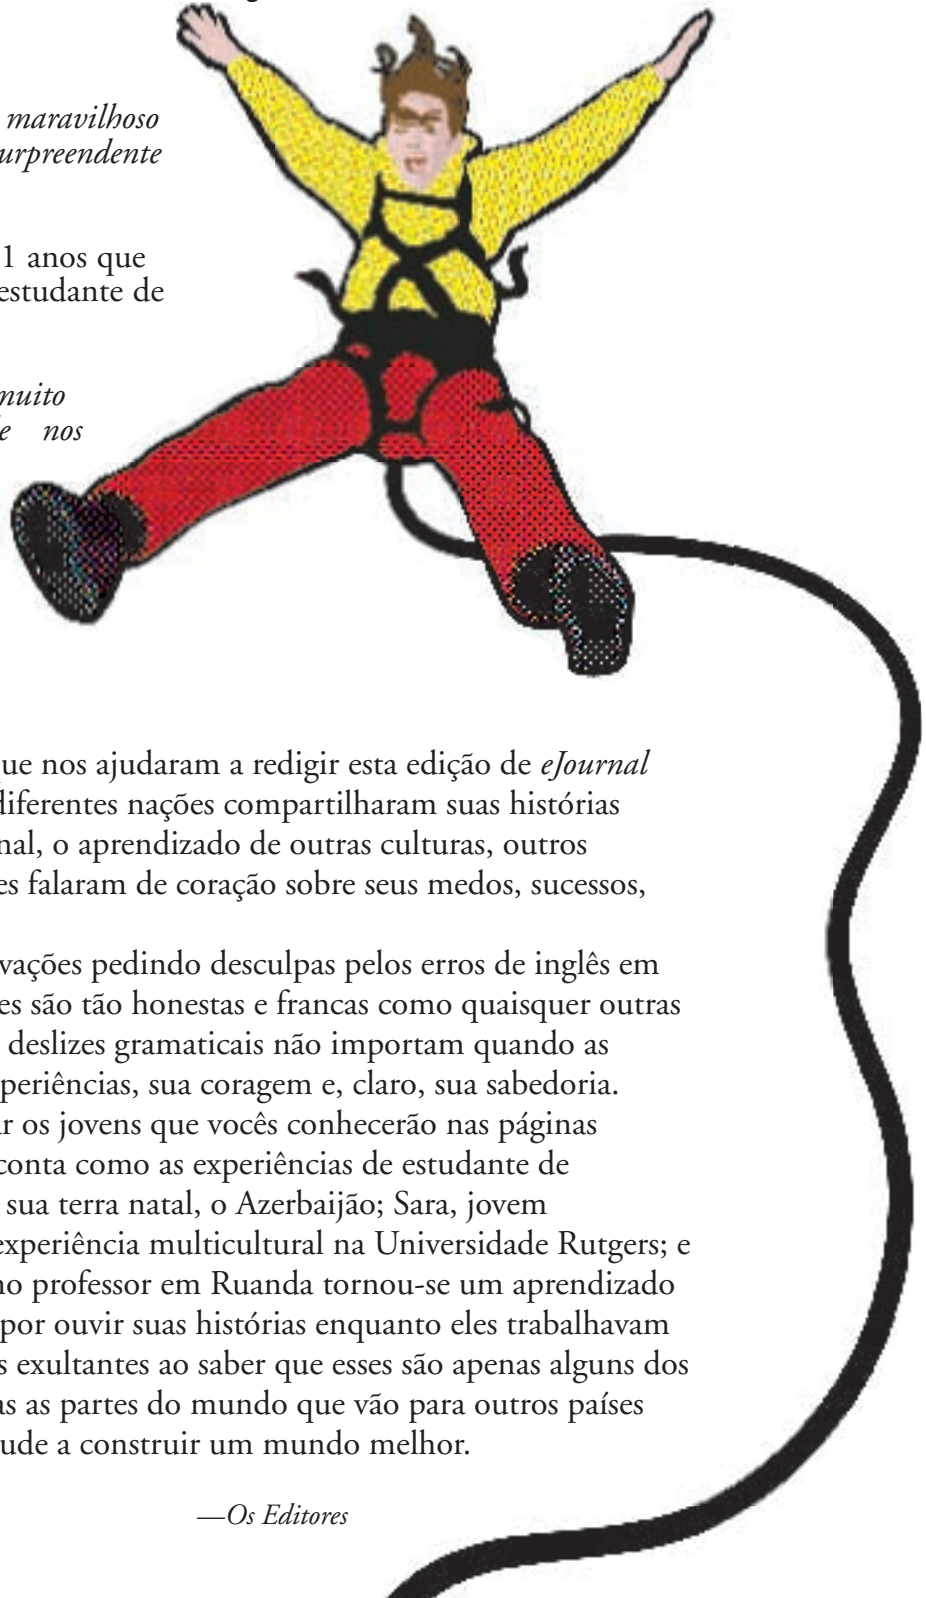 maravilhoso
urpreendente
1 anos que
estudante de
muito
e nos
ue nos ajudaram a redigir esta edição de eJournal
diferentes nações compartilharam suas histórias
nal, o aprendizado de outras culturas, outros
es falaram de coração sobre seus medos, sucessos,
vações pedindo desculpas pelos erros de inglês em
es são tão honestas e francas como quaisquer outras
deslizes gramaticais não importam quando as
periências, sua coragem e, claro, sua sabedoria.
ar os jovens que vocês conhecerão nas páginas
conta como as experiências de estudante de
sua terra natal, o Azerbaijão; Sara, jovem
experiência multicultural na Universidade Rutgers; e
no professor em Ruanda tornou-se um aprendizado
por ouvir suas histórias enquanto eles trabalhavam
s exultantes ao saber que esses são apenas alguns dos
as as partes do mundo que vão para outros países
ude a construir um mundo melhor.
—Os Editores